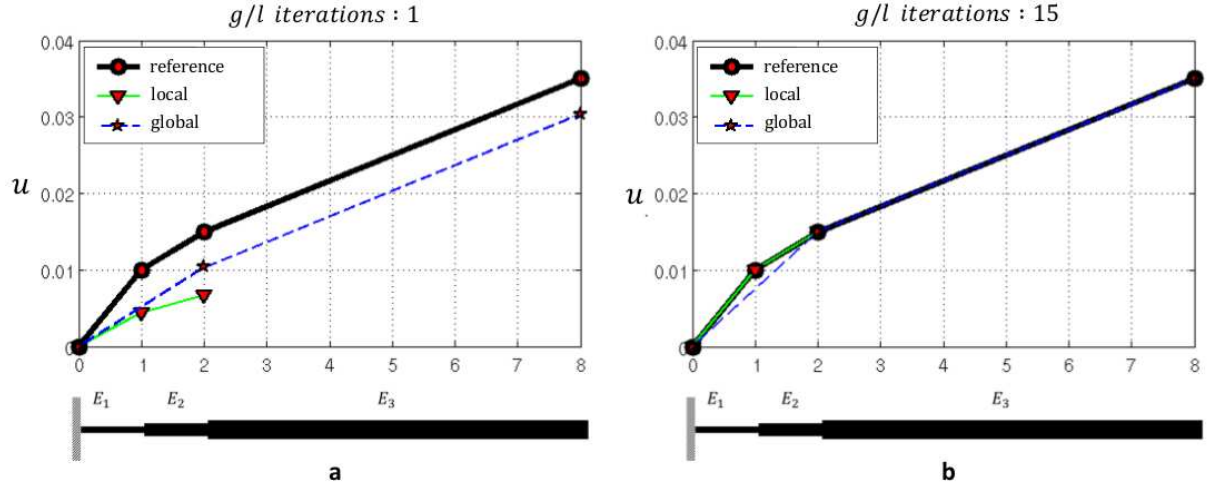 g/l iterations : 1
0.04
0.03
0.02
0.01
0
u
reference
local
global
0 1 2 3 4 5 6 7 8
E₁ E₂ E₃
a
g/l iterations : 15
0.04
0.03
0.02
0.01
0
u
reference
local
global
0 1 2 3 4 5 6 7 8
E₁ E₂ E₃
b